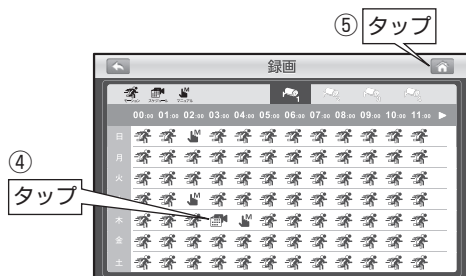 ⑤ タップ
録画
モーション スケジュール マニュアル
1
00:00 01:00 02:00 03:00 04:00 05:00 06:00 07:00 08:00 09:00 10:00 11:00
日 M
月
火
水 M
木 M
金
土
④
タップ